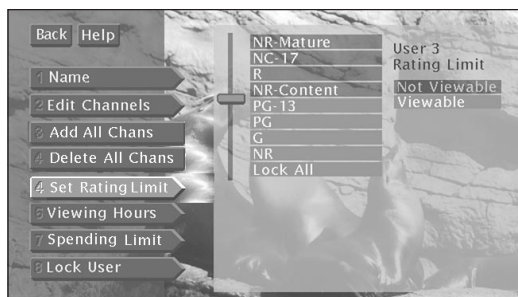 Back Help
1 Name
2 Edit Channels
3 Add All Chans
4 Delete All Chans
4 Set Rating Limit
6 Viewing Hours
7 Spending Limit
8 Lock User
NR-Mature
NC-17
R
NR-Content
PG-13
PG
G
NR
Lock All
User 3
Rating Limit
Not Viewable
Viewable